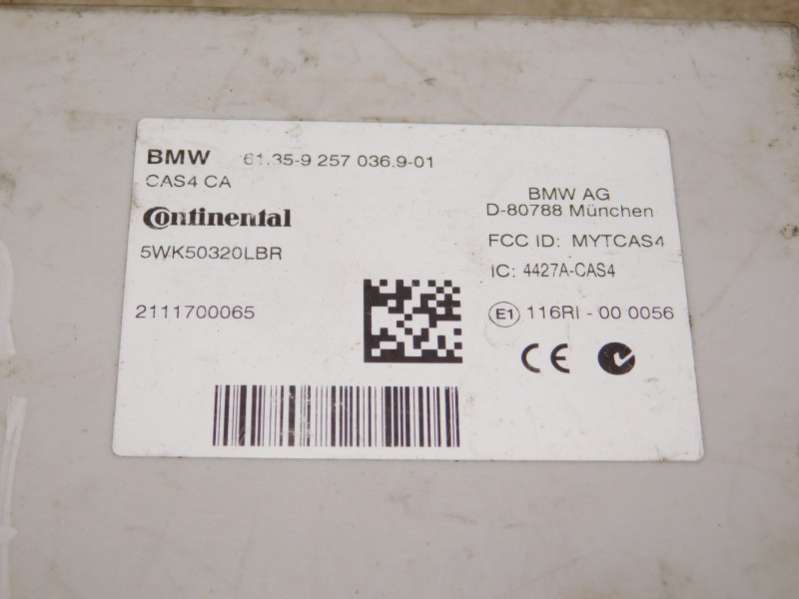 BMW 61.35-9 257 036.9-01
CAS4 CA
Continental
5WK50320LBR
2111700065
BMW AG
D-80788 München
FCC ID: MYTCAS4
IC: 4427A-CAS4
E1 116RI - 00 0056
CE